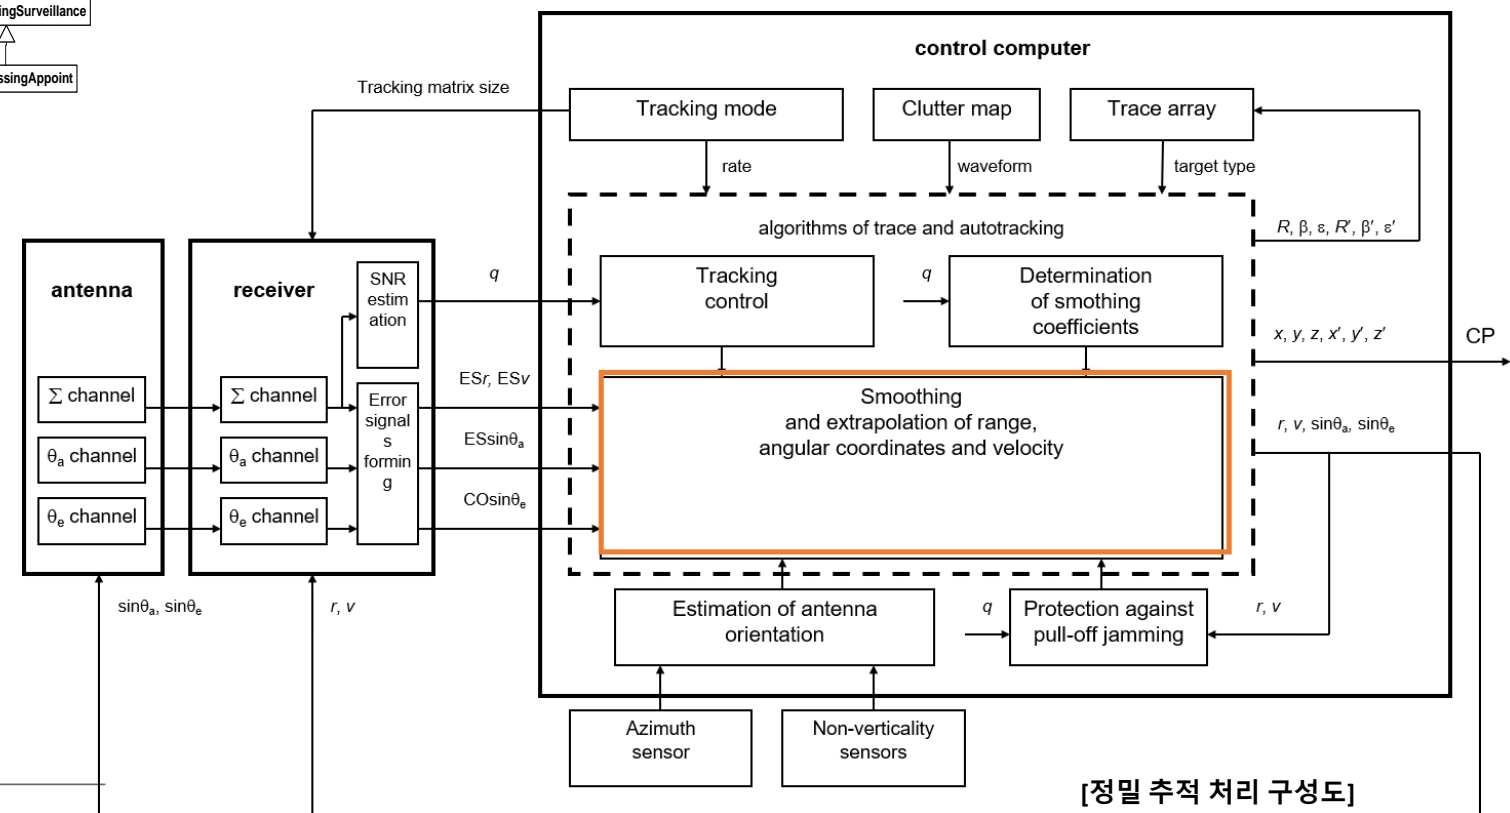 ingSurveillance
ssingAppoint
control computer
Tracking matrix size
Tracking mode
Clutter map
Trace array
rate
waveform
target type
algorithms of trace and autotracking
R, β, ε, R′, β′, ε′
antenna
receiver
SNR
estim
ation
q
Tracking
control
q
Determination
of smothing
coefficients
x, y, z, x′, y′, z′
CP
Σ channel
Σ channel
Error
signal
s
formin
g
ESr, ESv
Smoothing
and extrapolation of range,
angular coordinates and velocity
r, v, sinθa, sinθe
θa channel
θa channel
ESsinθa
θe channel
θe channel
COsinθe
sinθa, sinθe
r, v
Estimation of antenna
orientation
q
Protection against
pull-off jamming
r, v
Azimuth
sensor
Non-verticality
sensors
[정밀 추적 처리 구성도]